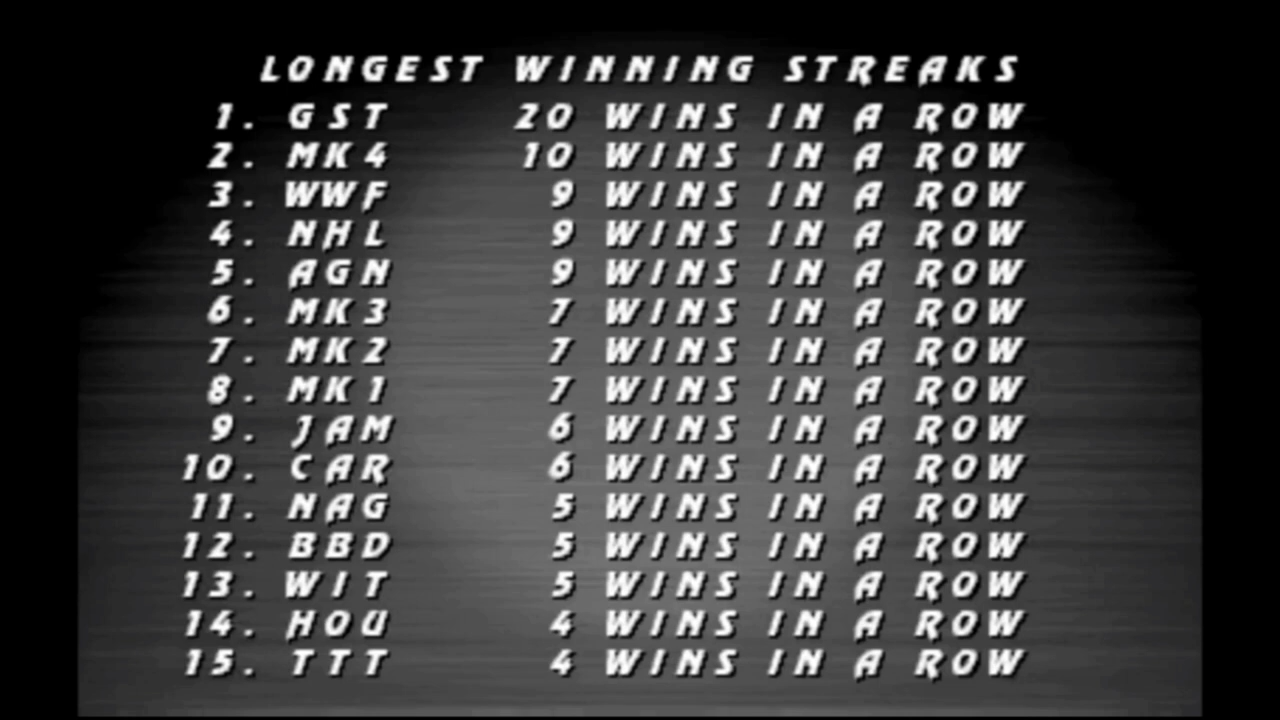 LONGEST WINNING STREAKS
1. GST 20 WINS IN A ROW
2. MK4 10 WINS IN A ROW
3. WWF 9 WINS IN A ROW
4. NHL 9 WINS IN A ROW
5. AGN 9 WINS IN A ROW
6. MK3 7 WINS IN A ROW
7. MK2 7 WINS IN A ROW
8. MK1 7 WINS IN A ROW
9. JAM 6 WINS IN A ROW
10. CAR 6 WINS IN A ROW
11. NAG 5 WINS IN A ROW
12. BBD 5 WINS IN A ROW
13. WIT 5 WINS IN A ROW
14. HOU 4 WINS IN A ROW
15. TTT 4 WINS IN A ROW